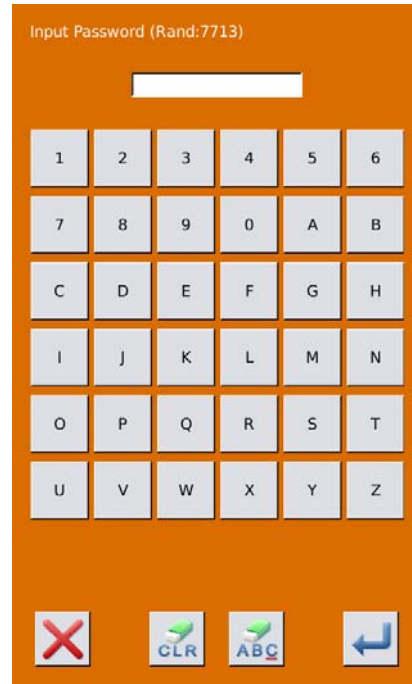 Input Password (Rand:7713)
1 2 3 4 5 6
7 8 9 0 A B
C D E F G H
I J K L M N
O P Q R S T
U V W X Y Z
CLR ABC